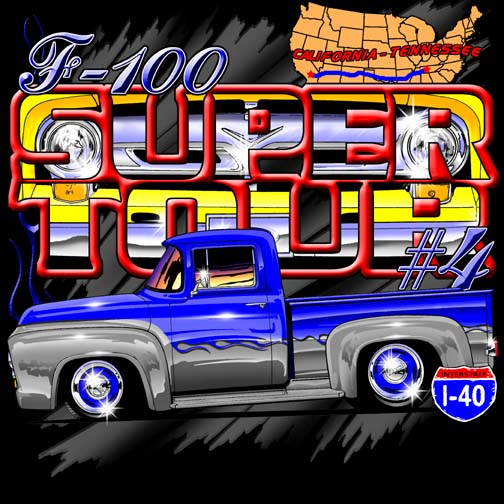 F-100
CALIFORNIA - TENNESSEE
SUPER
TOUR
#4
INTERSTATE
I-40